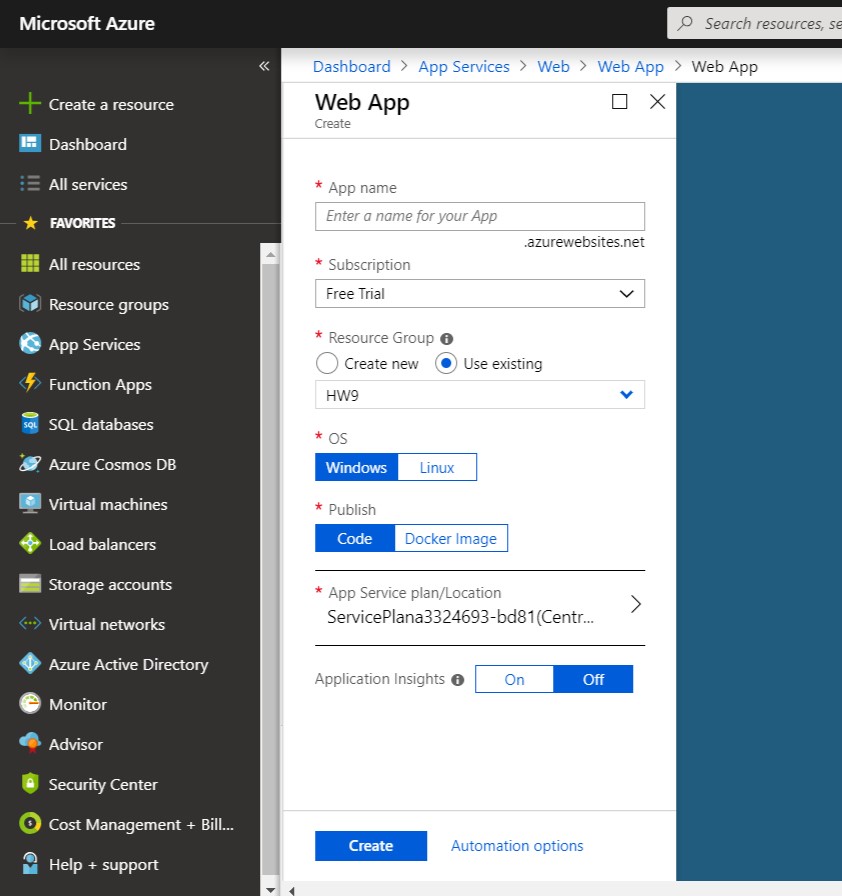 Microsoft Azure
Search resources, se
Create a resource
Dashboard
All services
FAVORITES
All resources
Resource groups
App Services
Function Apps
SQL databases
Azure Cosmos DB
Virtual machines
Load balancers
Storage accounts
Virtual networks
Azure Active Directory
Monitor
Advisor
Security Center
Cost Management + Bill...
Help + support
Dashboard > App Services > Web > Web App > Web App
Web App
Create
* App name
Enter a name for your App
.azurewebsites.net
* Subscription
Free Trial
* Resource Group
Create new Use existing
HW9
* OS
Windows Linux
* Publish
Code Docker Image
* App Service plan/Location
ServicePlana3324693-bd81(Centr...
Application Insights On Off
Create Automation options